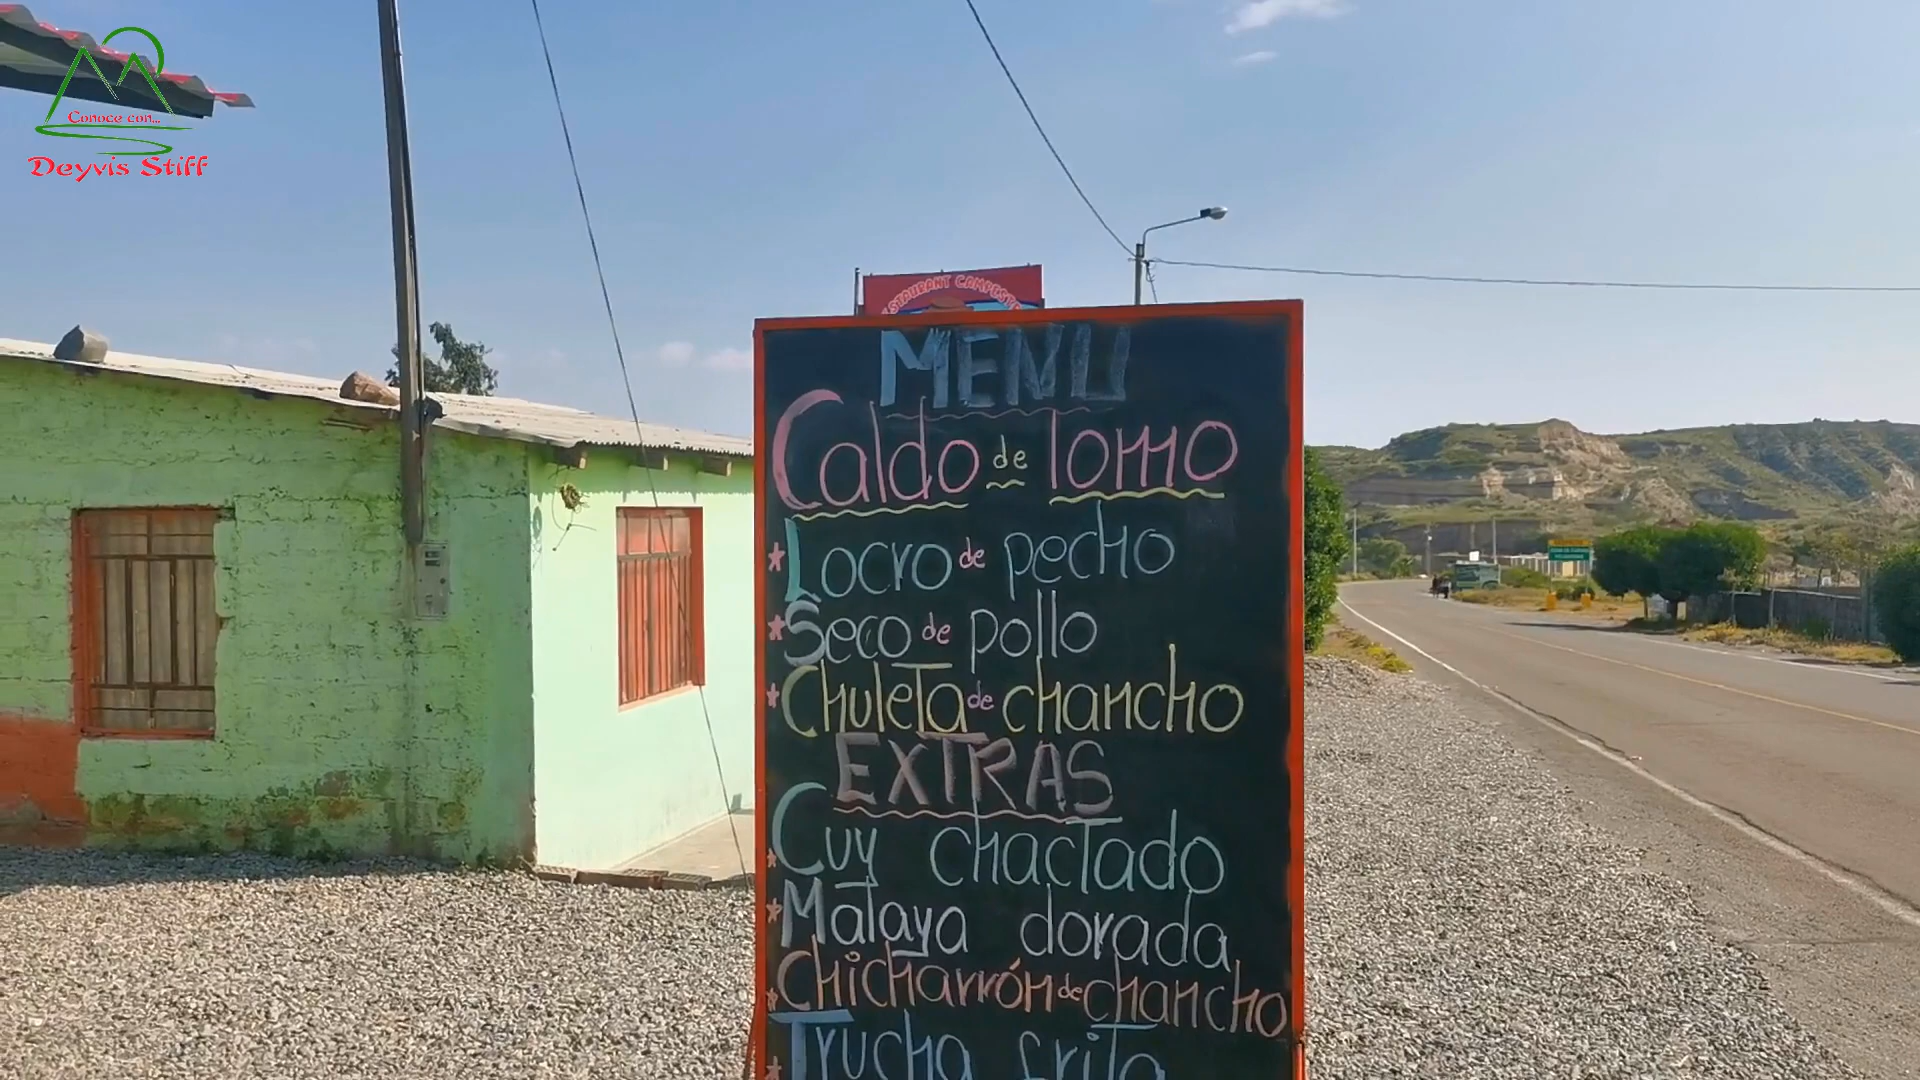 Conoce con...
Deyvis Stiff
MENU
Caldo de lomo
Locro de pecho
Seco de pollo
Chuleta de chancho
EXTRAS
Cuy chactado
Malaya dorada
Chicharrón de chancho
Trucha frita